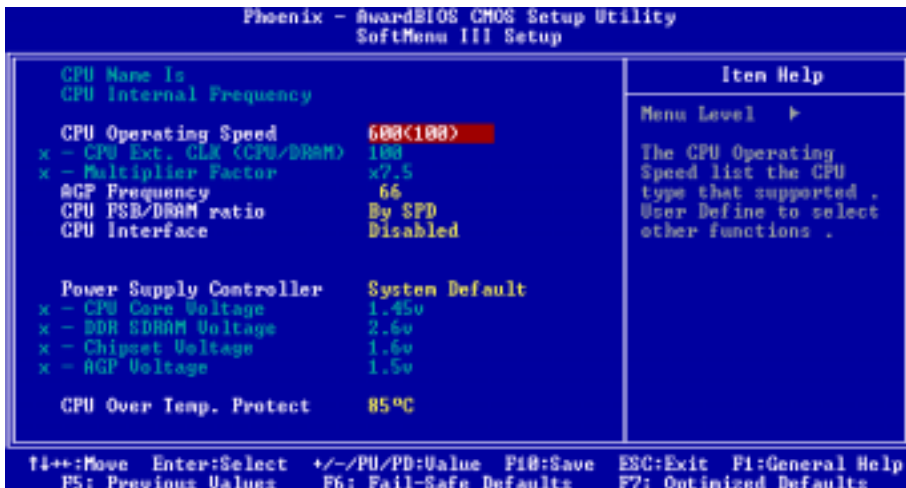 Phoenix - AwardBIOS CMOS Setup Utility
SoftMenu III Setup
CPU Name Is
CPU Internal Frequency
CPU Operating Speed 600(100)
x - CPU Ext. CLK (CPU/DRAM) 100
x - Multiplier Factor x7.5
AGP Frequency 66
CPU FSB/DRAM ratio By SPD
CPU Interface Disabled
Power Supply Controller System Default
x - CPU Core Voltage 1.45v
x - DDR SDRAM Voltage 2.6v
x - Chipset Voltage 1.6v
x - AGP Voltage 1.5v
CPU Over Temp. Protect 85°C
Item Help
Menu Level ▶
The CPU Operating
Speed list the CPU
type that supported .
User Define to select
other functions .
↑↓→←:Move Enter:Select +/-/PU/PD:Value F10:Save ESC:Exit F1:General Help
F5: Previous Values F6: Fail-Safe Defaults F7: Optimized Defaults